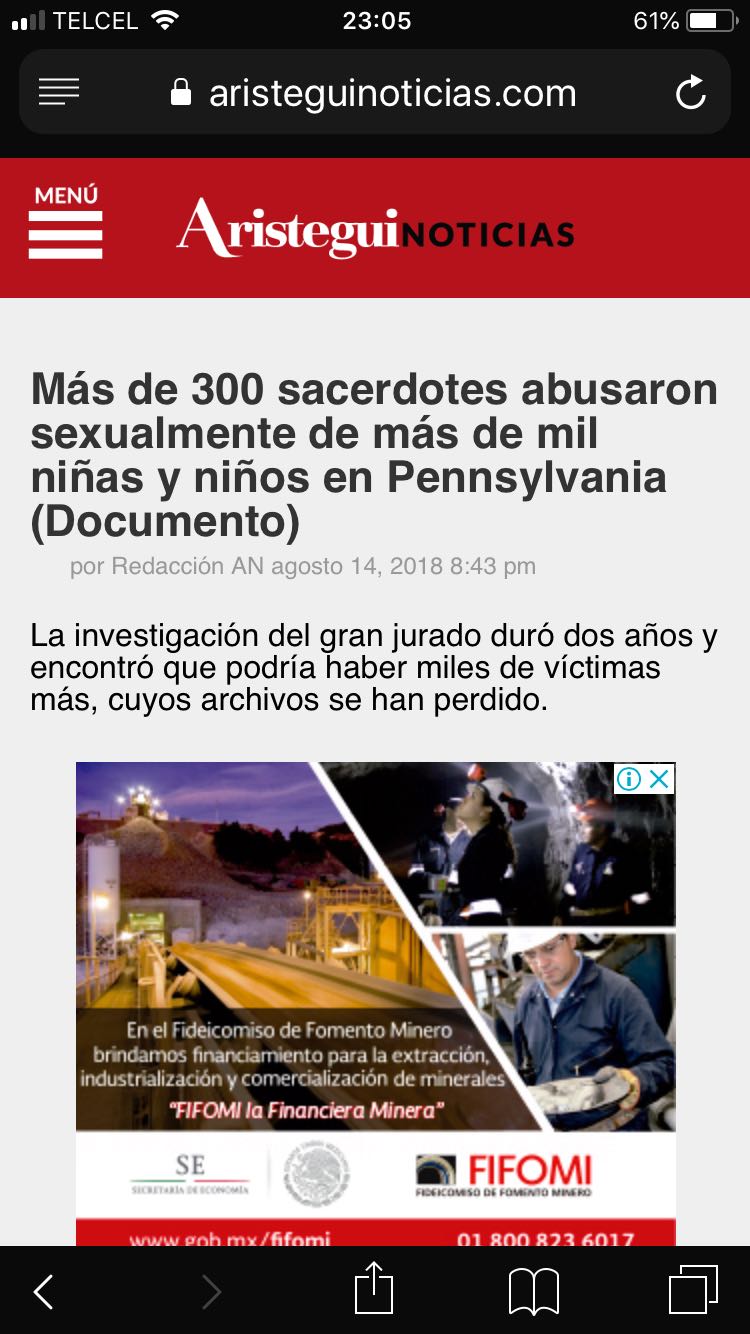 TELCEL 23:05 61%
aristeguinoticias.com
MENÚ
AristeguiNOTICIAS
Más de 300 sacerdotes abusaron
sexualmente de más de mil
niñas y niños en Pennsylvania
(Documento)
por Redacción AN agosto 14, 2018 8:43 pm
La investigación del gran jurado duró dos años y
encontró que podría haber miles de víctimas
más, cuyos archivos se han perdido.
En el Fideicomiso de Fomento Minero
brindamos financiamiento para la extracción,
industrialización y comercialización de minerales
"FIFOMI la Financiera Minera"
SE
SECRETARÍA DE ECONOMÍA
FIFOMI
FIDEICOMISO DE FOMENTO MINERO
www.gob.mx/fifomi 01 800 823 6017